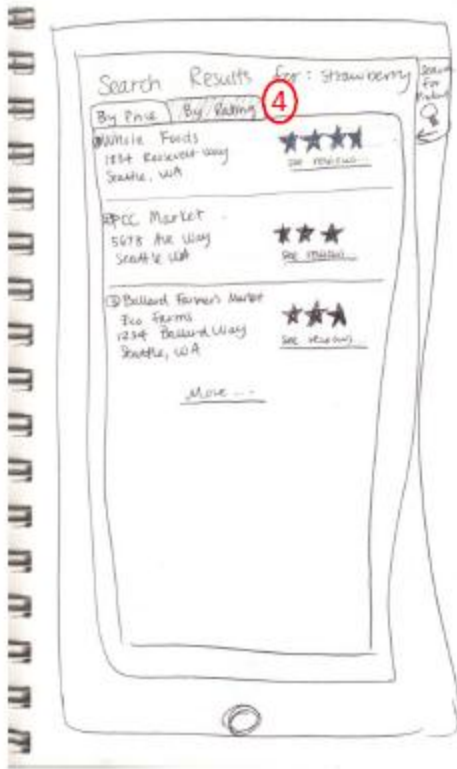 Search Results for: strawberry
Search for
By Price By Rating
4
Whole Foods
1234 Roosevelt Way
Seattle, WA
see reviews...
PCC Market
5678 Ave Way
Seattle WA
see reviews...
Ballard Farmer's Market
Eco Farms
1234 Ballard Way
Seattle, WA
see reviews...
More...